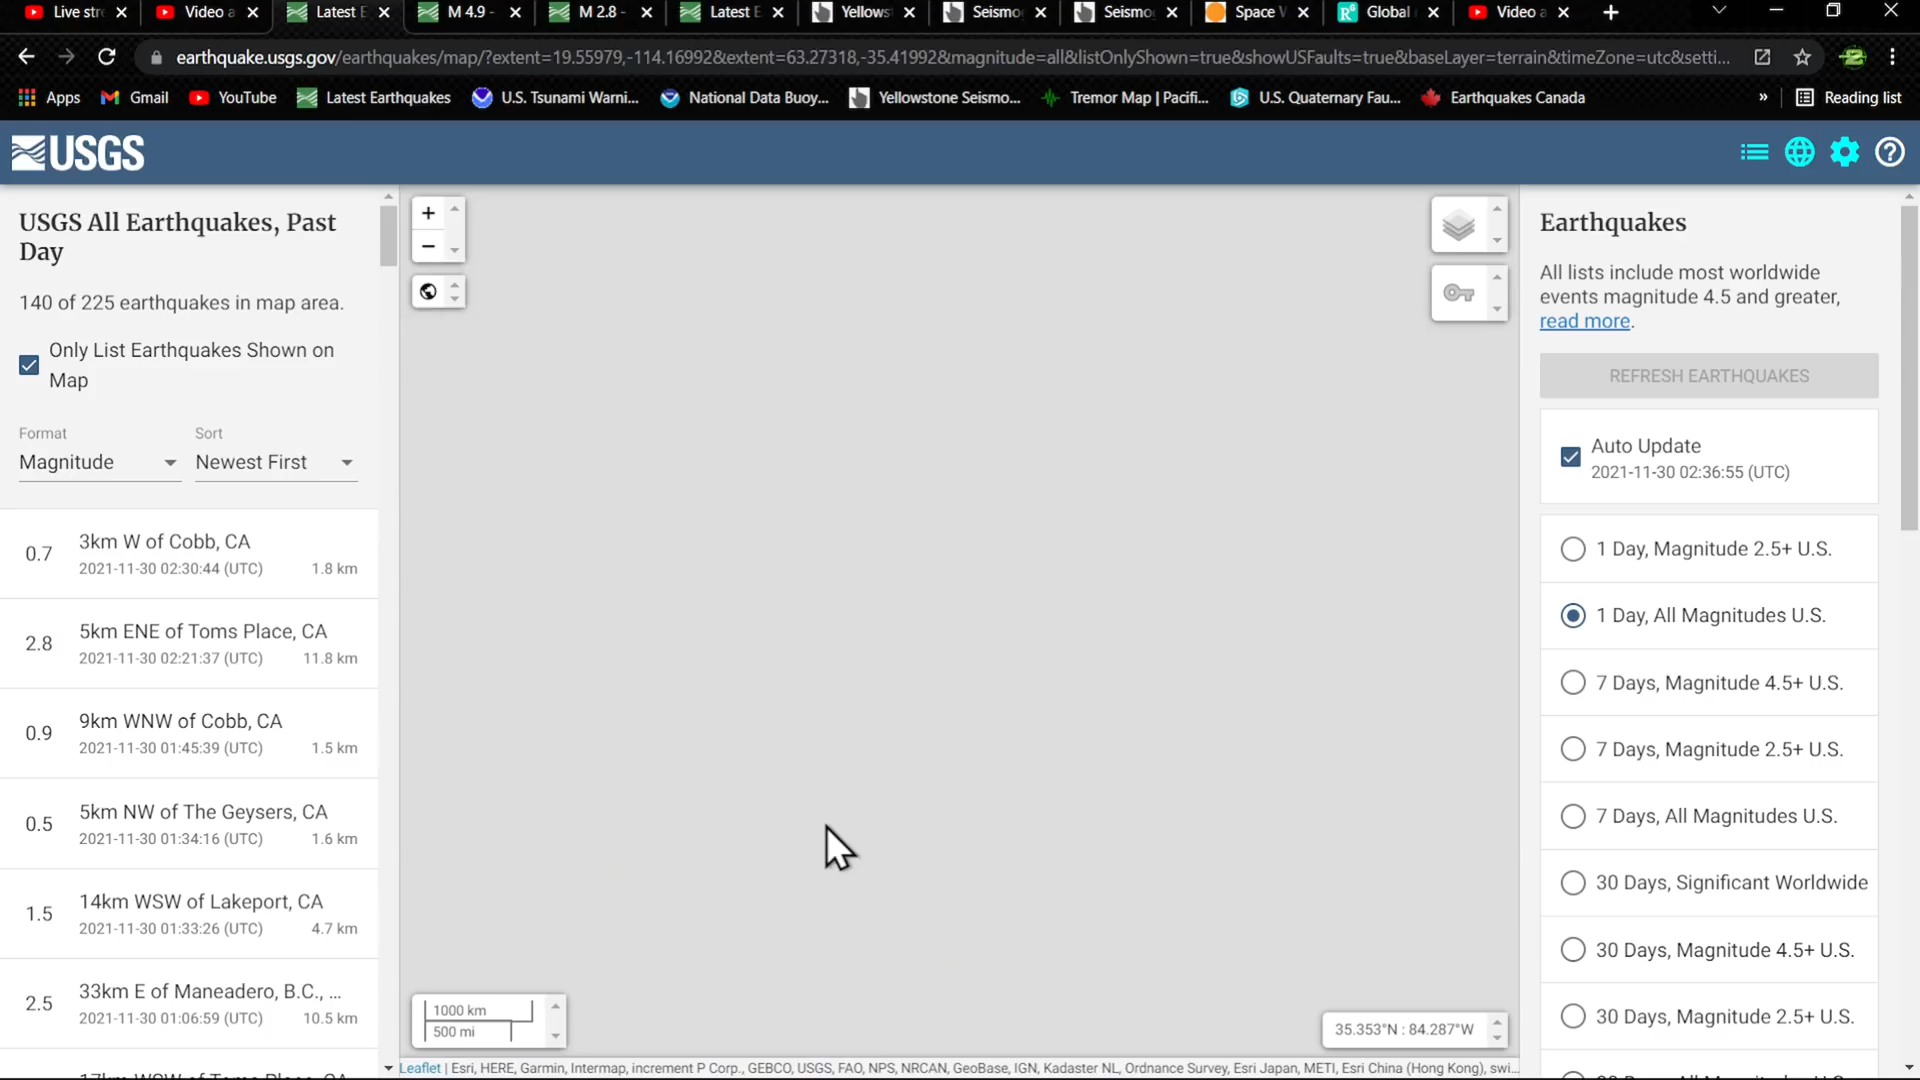 Live str
Video a
Latest E
M 4.9 -
M 2.8 -
Latest E
Yellows
Seismo
Seismo
Space W
Global
Video a
earthquake.usgs.gov/earthquakes/map/?extent=19.55979,-114.16992&extent=63.27318,-35.41992&magnitude=all&listOnlyShown=true&showUSFaults=true&baseLayer=terrain&timeZone=utc&setti...
Apps
Gmail
YouTube
Latest Earthquakes
U.S. Tsunami Warni...
National Data Buoy...
Yellowstone Seismo...
Tremor Map | Pacifi...
U.S. Quaternary Fau...
Earthquakes Canada
»
Reading list
USGS
USGS All Earthquakes, Past
Day
140 of 225 earthquakes in map area.
Only List Earthquakes Shown on
Map
Format
Sort
Magnitude
Newest First
0.7
3km W of Cobb, CA
2021-11-30 02:30:44 (UTC) 1.8 km
2.8
5km ENE of Toms Place, CA
2021-11-30 02:21:37 (UTC) 11.8 km
0.9
9km WNW of Cobb, CA
2021-11-30 01:45:39 (UTC) 1.5 km
0.5
5km NW of The Geysers, CA
2021-11-30 01:34:16 (UTC) 1.6 km
1.5
14km WSW of Lakeport, CA
2021-11-30 01:33:26 (UTC) 4.7 km
2.5
33km E of Maneadero, B.C., ...
2021-11-30 01:06:59 (UTC) 10.5 km
17km WSW of Toms Place, CA
+
−
1000 km
500 mi
35.353°N : 84.287°W
Leaflet | Esri, HERE, Garmin, Intermap, increment P Corp., GEBCO, USGS, FAO, NPS, NRCAN, GeoBase, IGN, Kadaster NL, Ordnance Survey, Esri Japan, METI, Esri China (Hong Kong), swi...
Earthquakes
All lists include most worldwide
events magnitude 4.5 and greater,
read more.
REFRESH EARTHQUAKES
Auto Update
2021-11-30 02:36:55 (UTC)
1 Day, Magnitude 2.5+ U.S.
1 Day, All Magnitudes U.S.
7 Days, Magnitude 4.5+ U.S.
7 Days, Magnitude 2.5+ U.S.
7 Days, All Magnitudes U.S.
30 Days, Significant Worldwide
30 Days, Magnitude 4.5+ U.S.
30 Days, Magnitude 2.5+ U.S.